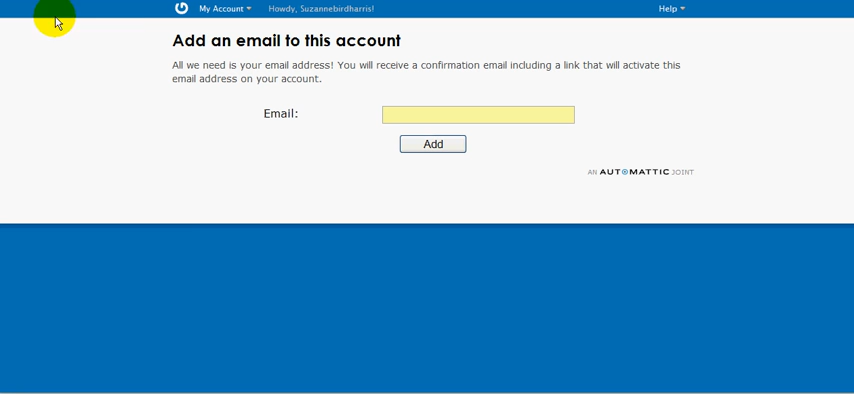 My Account Howdy, Suzannebirdharris! Help
Add an email to this account
All we need is your email address! You will receive a confirmation email including a link that will activate this
email address on your account.
Email:
Add
AN AUTOMATTIC JOINT